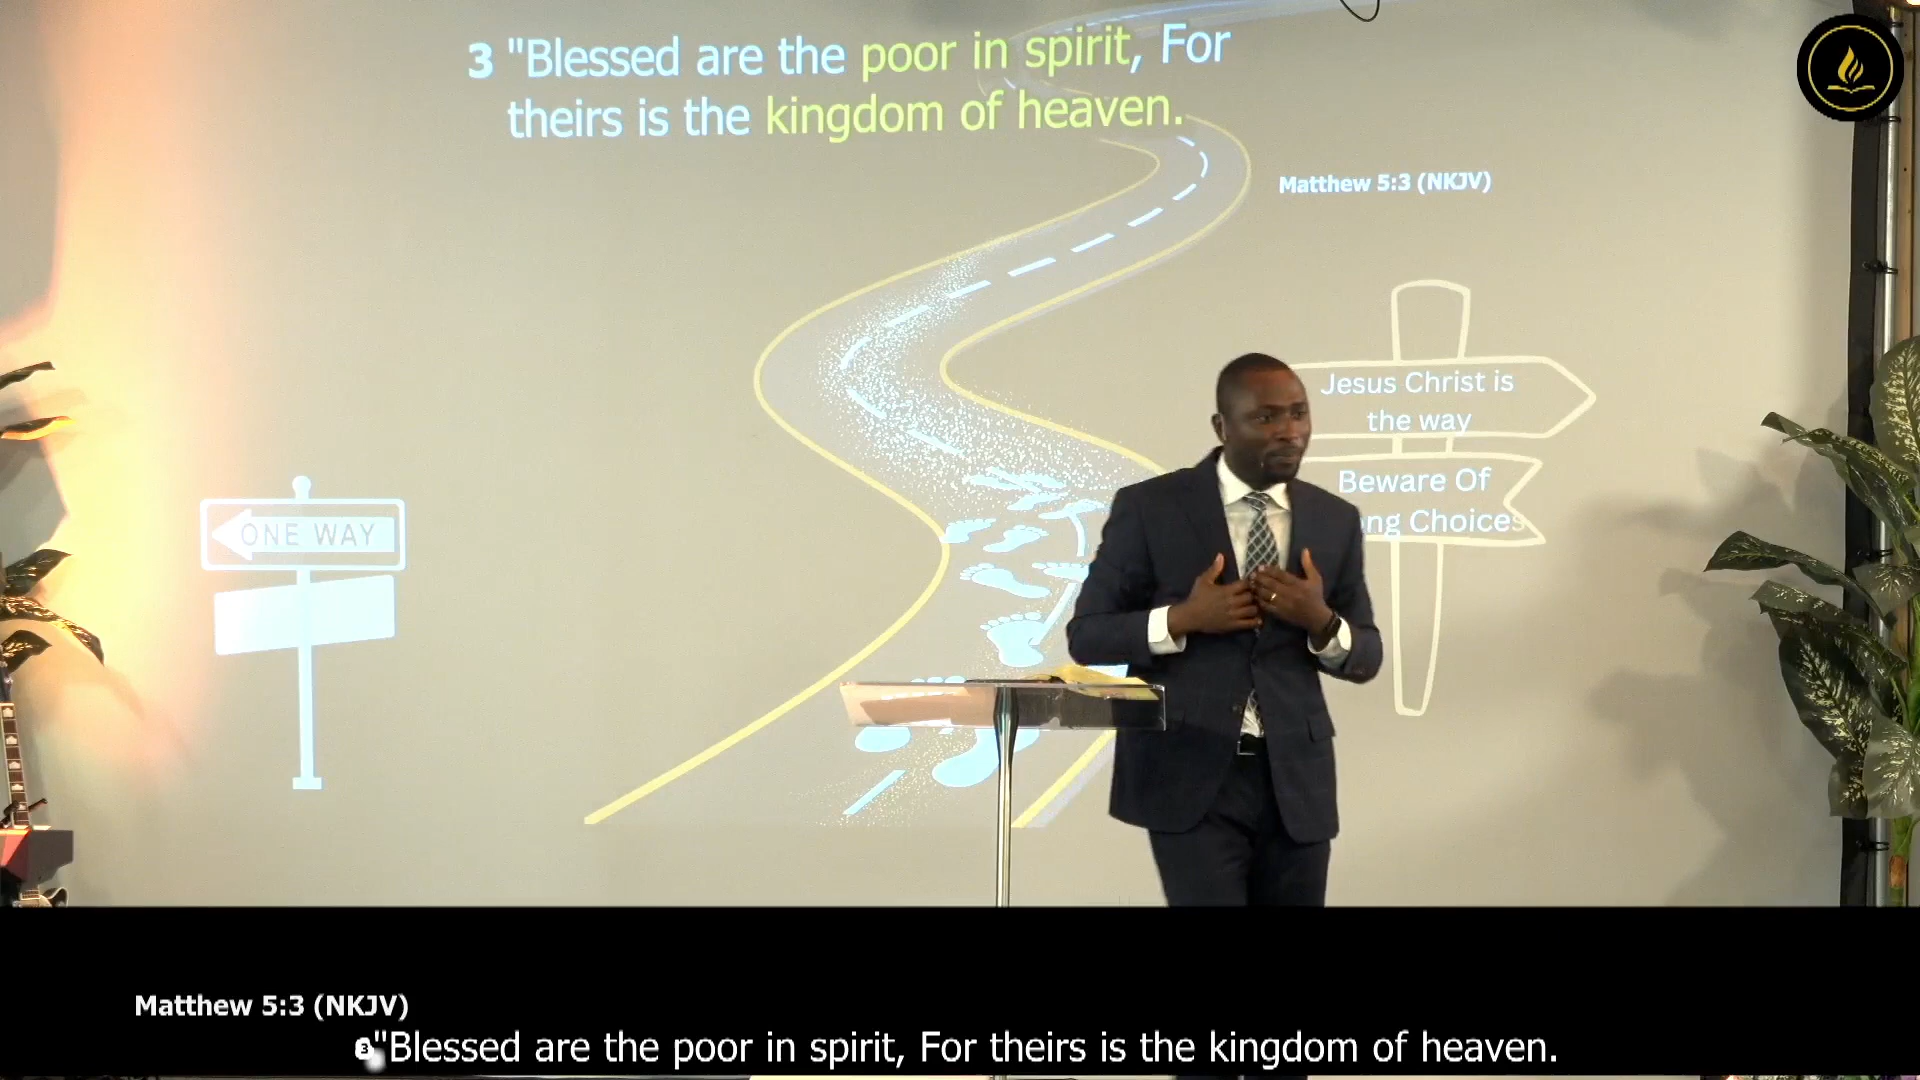 3 "Blessed are the poor in spirit, For
theirs is the kingdom of heaven.
Matthew 5:3 (NKJV)
Jesus Christ is
the way
Beware Of
Choices
ONE WAY
Matthew 5:3 (NKJV)
3 "Blessed are the poor in spirit, For theirs is the kingdom of heaven.